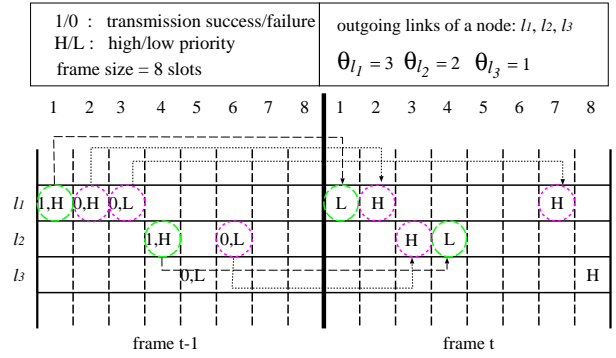 1/0 : transmission success/failure
H/L : high/low priority
frame size = 8 slots
outgoing links of a node: l1, l2, l3
θl1 = 3 θl2 = 2 θl3 = 1
1 2 3 4 5 6 7 8 1 2 3 4 5 6 7 8
l1 1,H 0,H 0,L L H H
l2 1,H 0,L H L
l3 0,L H
frame t-1 frame t